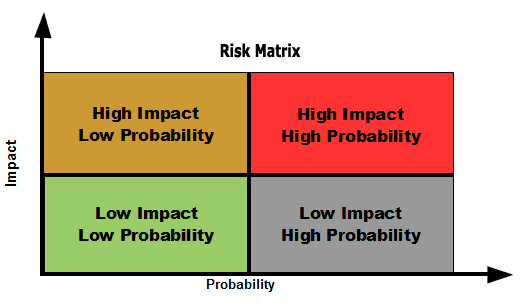 Risk Matrix
High Impact
Low Probability
High Impact
High Probability
Impact
Low Impact
Low Probability
Low Impact
High Probability
Probability